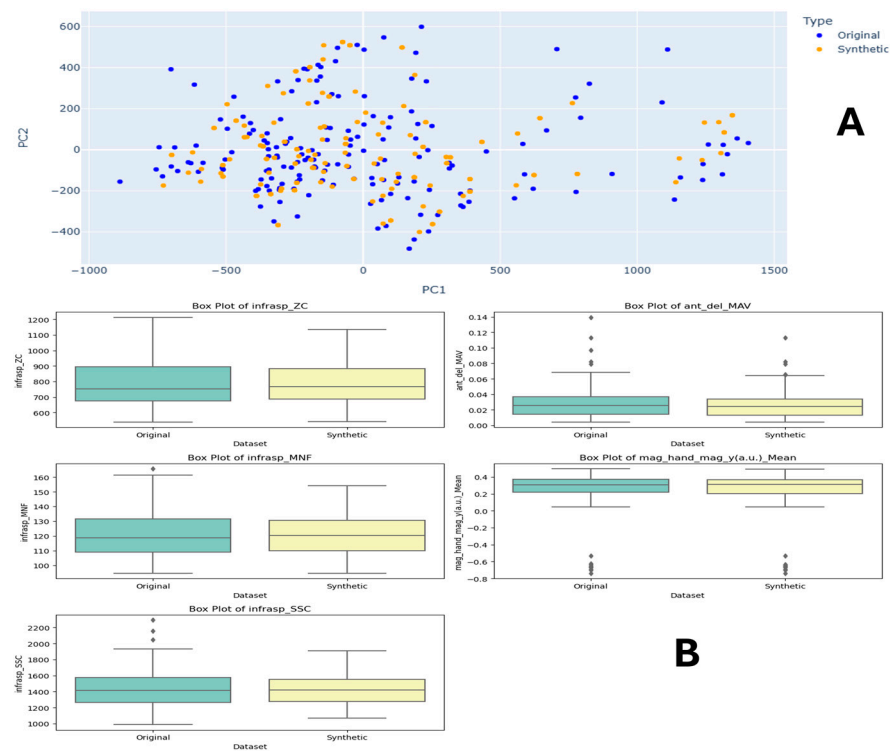 Type
Original
Synthetic
A
PC2
600
400
200
0
−200
−400
−1000
−500
0
500
1000
1500
PC1
Box Plot of infrasp_ZC
infrasp_ZC
1200
1100
1000
900
800
700
600
Original
Synthetic
Dataset
Box Plot of ant_del_MAV
ant_del_MAV
0.14
0.12
0.10
0.08
0.06
0.04
0.02
0.00
Original
Synthetic
Dataset
Box Plot of infrasp_MNF
infrasp_MNF
160
150
140
130
120
110
100
Original
Synthetic
Dataset
Box Plot of mag_hand_mag_y(a.u.)_Mean
mag_hand_mag_y(a.u.)_Mean
0.4
0.2
0.0
−0.2
−0.4
−0.6
−0.8
Original
Synthetic
Dataset
Box Plot of infrasp_SSC
infrasp_SSC
2200
2000
1800
1600
1400
1200
1000
Original
Synthetic
Dataset
B